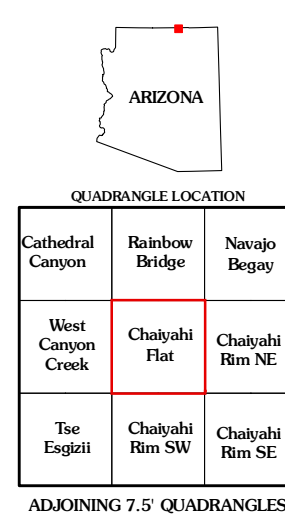 ARIZONA
QUADRANGLE LOCATION
Cathedral
Canyon
Rainbow
Bridge
Navajo
Begay
West
Canyon
Creek
Chaiyahi
Flat
Chaiyahi
Rim NE
Tse
Esgizii
Chaiyahi
Rim SW
Chaiyahi
Rim SE
ADJOINING 7.5' QUADRANGLES